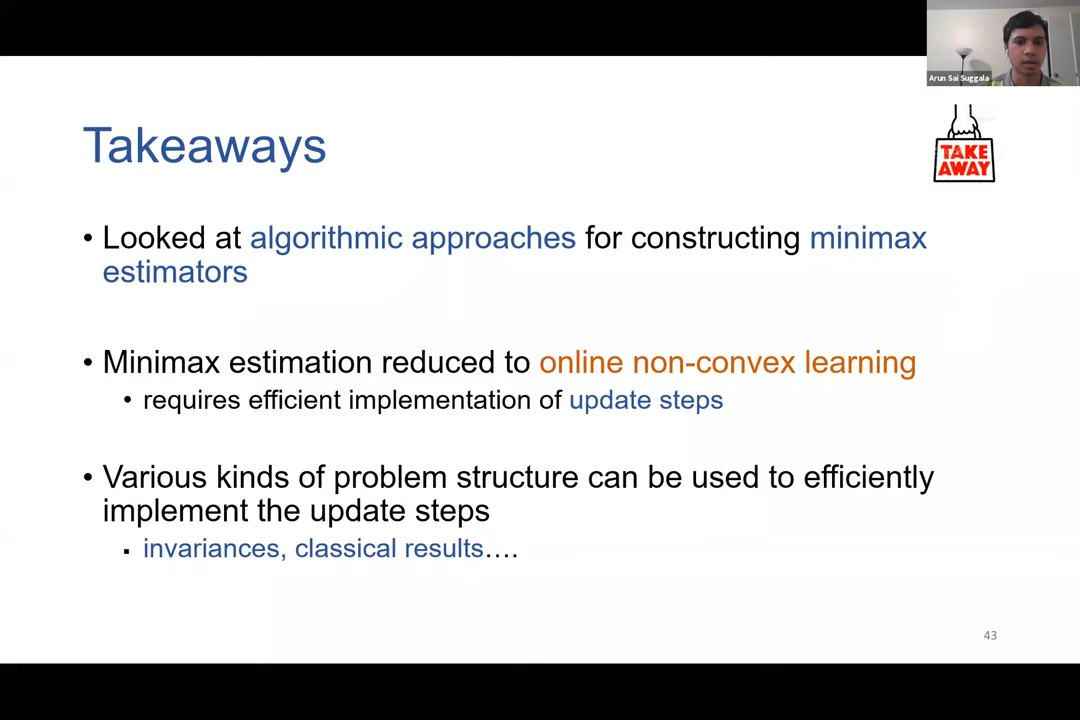 Arun Sai Suggala
Takeaways
TAKE
AWAY
• Looked at algorithmic approaches for constructing minimax
estimators
• Minimax estimation reduced to online non-convex learning
• requires efficient implementation of update steps
• Various kinds of problem structure can be used to efficiently
implement the update steps
▪ invariances, classical results….
43